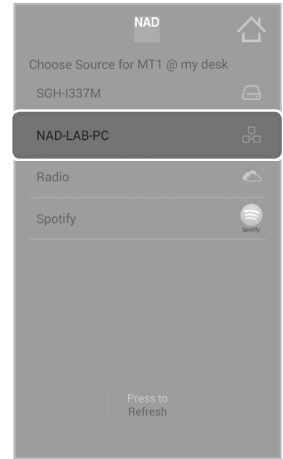 NAD
Choose Source for MT1 @ my desk
SGH-I337M
NAD-LAB-PC
Radio
Spotify
Spotify
Press to
Refresh